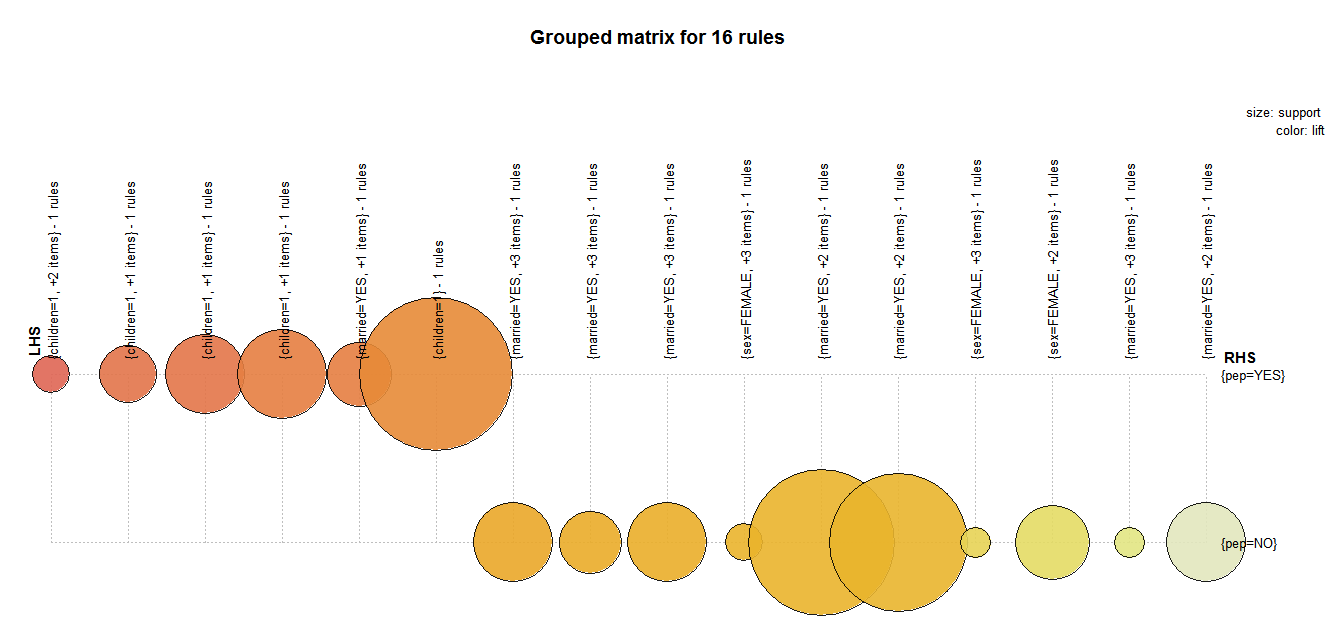 Grouped matrix for 16 rules
size: support
color: lift
{children=1, +2 items} - 1 rules
{children=1, +1 items} - 1 rules
{children=1, +1 items} - 1 rules
{children=1, +1 items} - 1 rules
{married=YES, +1 items} - 1 rules
{children=1} - 1 rules
{married=YES, +3 items} - 1 rules
{married=YES, +3 items} - 1 rules
{married=YES, +3 items} - 1 rules
{sex=FEMALE, +3 items} - 1 rules
{married=YES, +2 items} - 1 rules
{married=YES, +2 items} - 1 rules
{sex=FEMALE, +3 items} - 1 rules
{sex=FEMALE, +2 items} - 1 rules
{married=YES, +3 items} - 1 rules
{married=YES, +2 items} - 1 rules
LHS
RHS
{pep=YES}
{pep=NO}